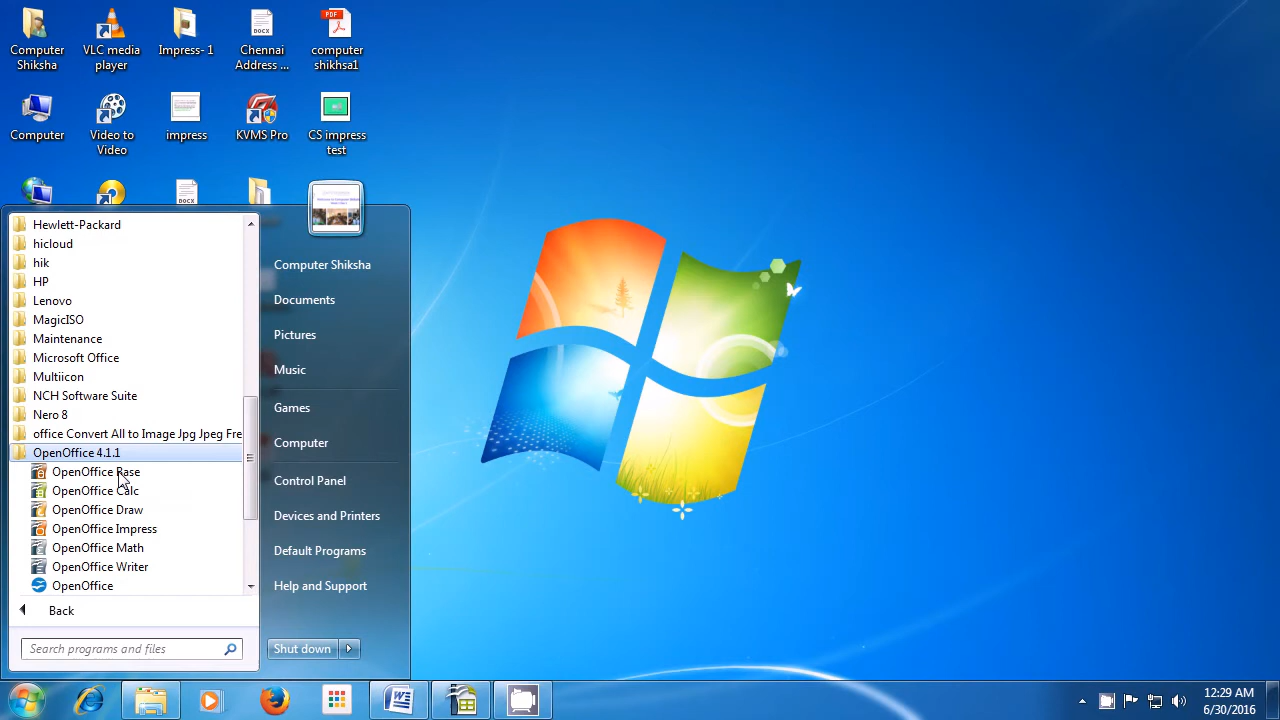 Computer
Shiksha
VLC media
player
Impress- 1
Chennai
Address ...
PDF
computer
shikhsa1
DOCX
Computer
Video to
Video
impress
KVMS Pro
CS impress
test
DOCX
Hewlett-Packard
hicloud
hik
HP
Lenovo
MagicISO
Maintenance
Microsoft Office
Multiicon
NCH Software Suite
Nero 8
office Convert All to Image Jpg Jpeg Fre
OpenOffice 4.1.1
OpenOffice Base
OpenOffice Calc
OpenOffice Draw
OpenOffice Impress
OpenOffice Math
OpenOffice Writer
OpenOffice
Back
Search programs and files
Computer Shiksha
Documents
Pictures
Music
Games
Computer
Control Panel
Devices and Printers
Default Programs
Help and Support
Shut down
12:29 AM
6/30/2016